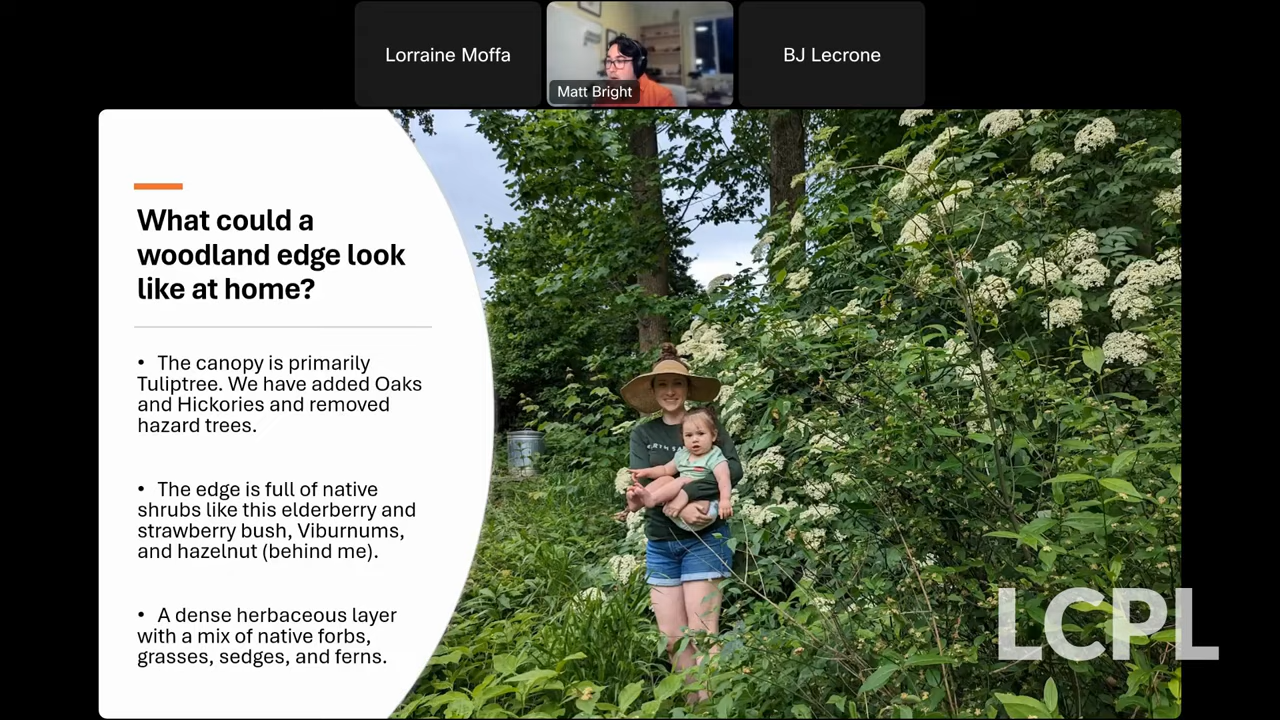 Lorraine Moffa
Matt Bright
BJ Lecrone
What could a
woodland edge look
like at home?
• The canopy is primarily
Tuliptree. We have added Oaks
and Hickories and removed
hazard trees.
• The edge is full of native
shrubs like this elderberry and
strawberry bush, Viburnums,
and hazelnut (behind me).
• A dense herbaceous layer
with a mix of native forbs,
grasses, sedges, and ferns.
LCPL